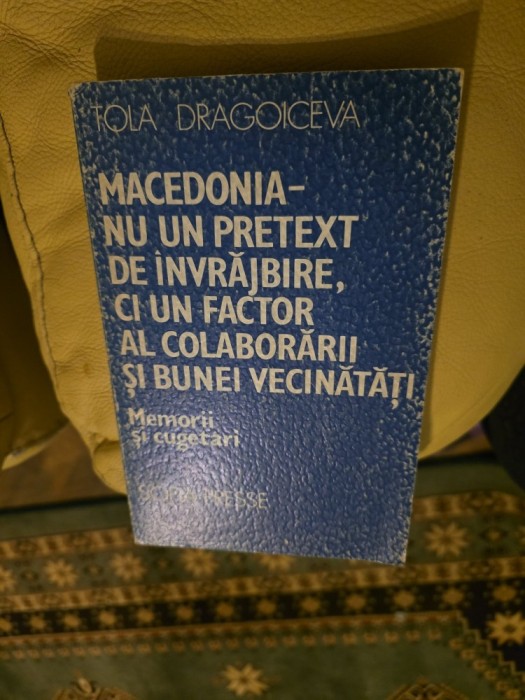 TOLA DRAGOICEVA
MACEDONIA-
NU UN PRETEXT
DE ÎNVRĂJBIRE,
CI UN FACTOR
AL COLABORĂRII
ȘI BUNEI VECINĂTĂȚI
Memorii
și cugetări
SOFIA PRESSE